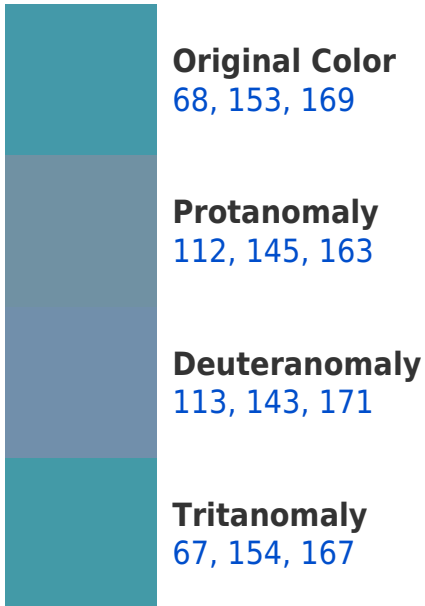 Original Color
68, 153, 169
Protanomaly
112, 145, 163
Deuteranomaly
113, 143, 171
Tritanomaly
67, 154, 167